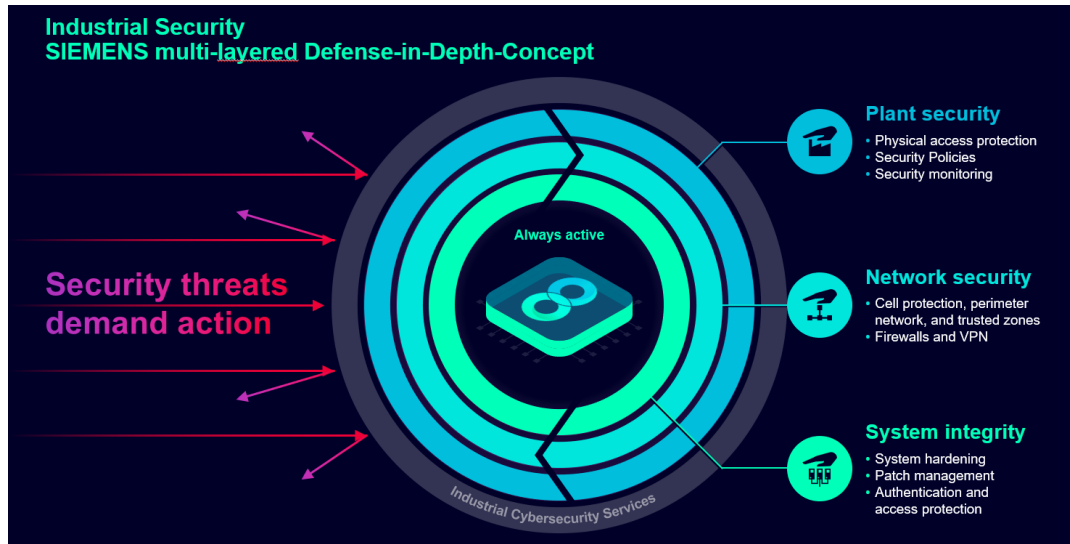 Industrial Security
SIEMENS multi-layered Defense-in-Depth-Concept
Security threats
demand action
Always active
Industrial Cybersecurity Services
Plant security
• Physical access protection
• Security Policies
• Security monitoring
Network security
• Cell protection, perimeter
network, and trusted zones
• Firewalls and VPN
System integrity
• System hardening
• Patch management
• Authentication and
access protection